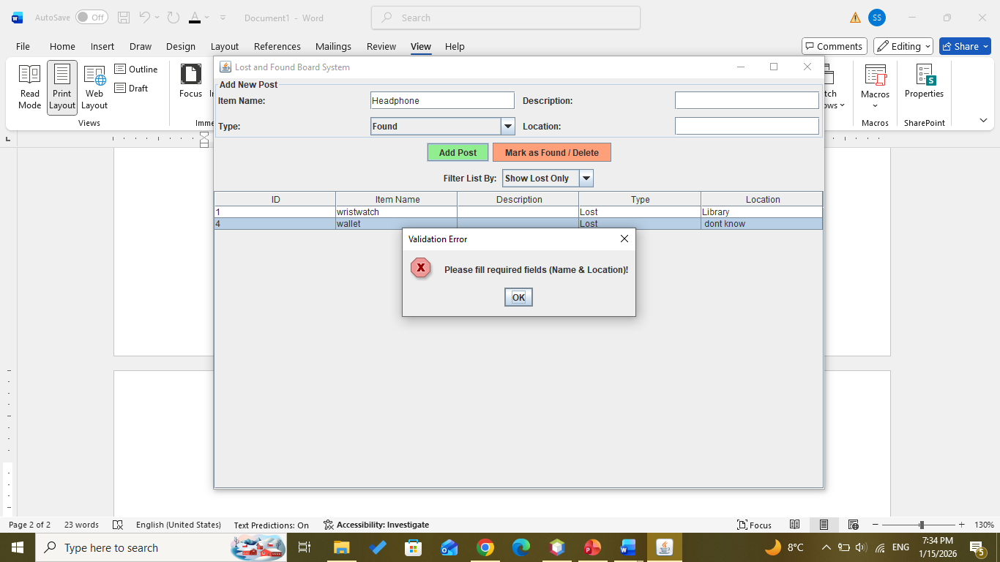 AutoSave Off Document1 - Word Search SS
File Home Insert Draw Design Layout References Mailings Review View Help Comments Editing Share
Read Mode
Print Layout
Web Layout
Outline
Draft
Views
Focus
Imme
Macros
Macros
Properties
SharePoint
Lost and Found Board System
Add New Post
Item Name: Headphone Description:
Type: Found Location:
Add Post Mark as Found / Delete
Filter List By: Show Lost Only
ID Item Name Description Type Location
1 wristwatch Lost Library
4 wallet Lost dont know
Validation Error
Please fill required fields (Name & Location)!
OK
Page 2 of 2 23 words English (United States) Text Predictions: On Accessibility: Investigate Focus 130%
Type here to search 8°C ENG 7:34 PM 1/15/2026 5